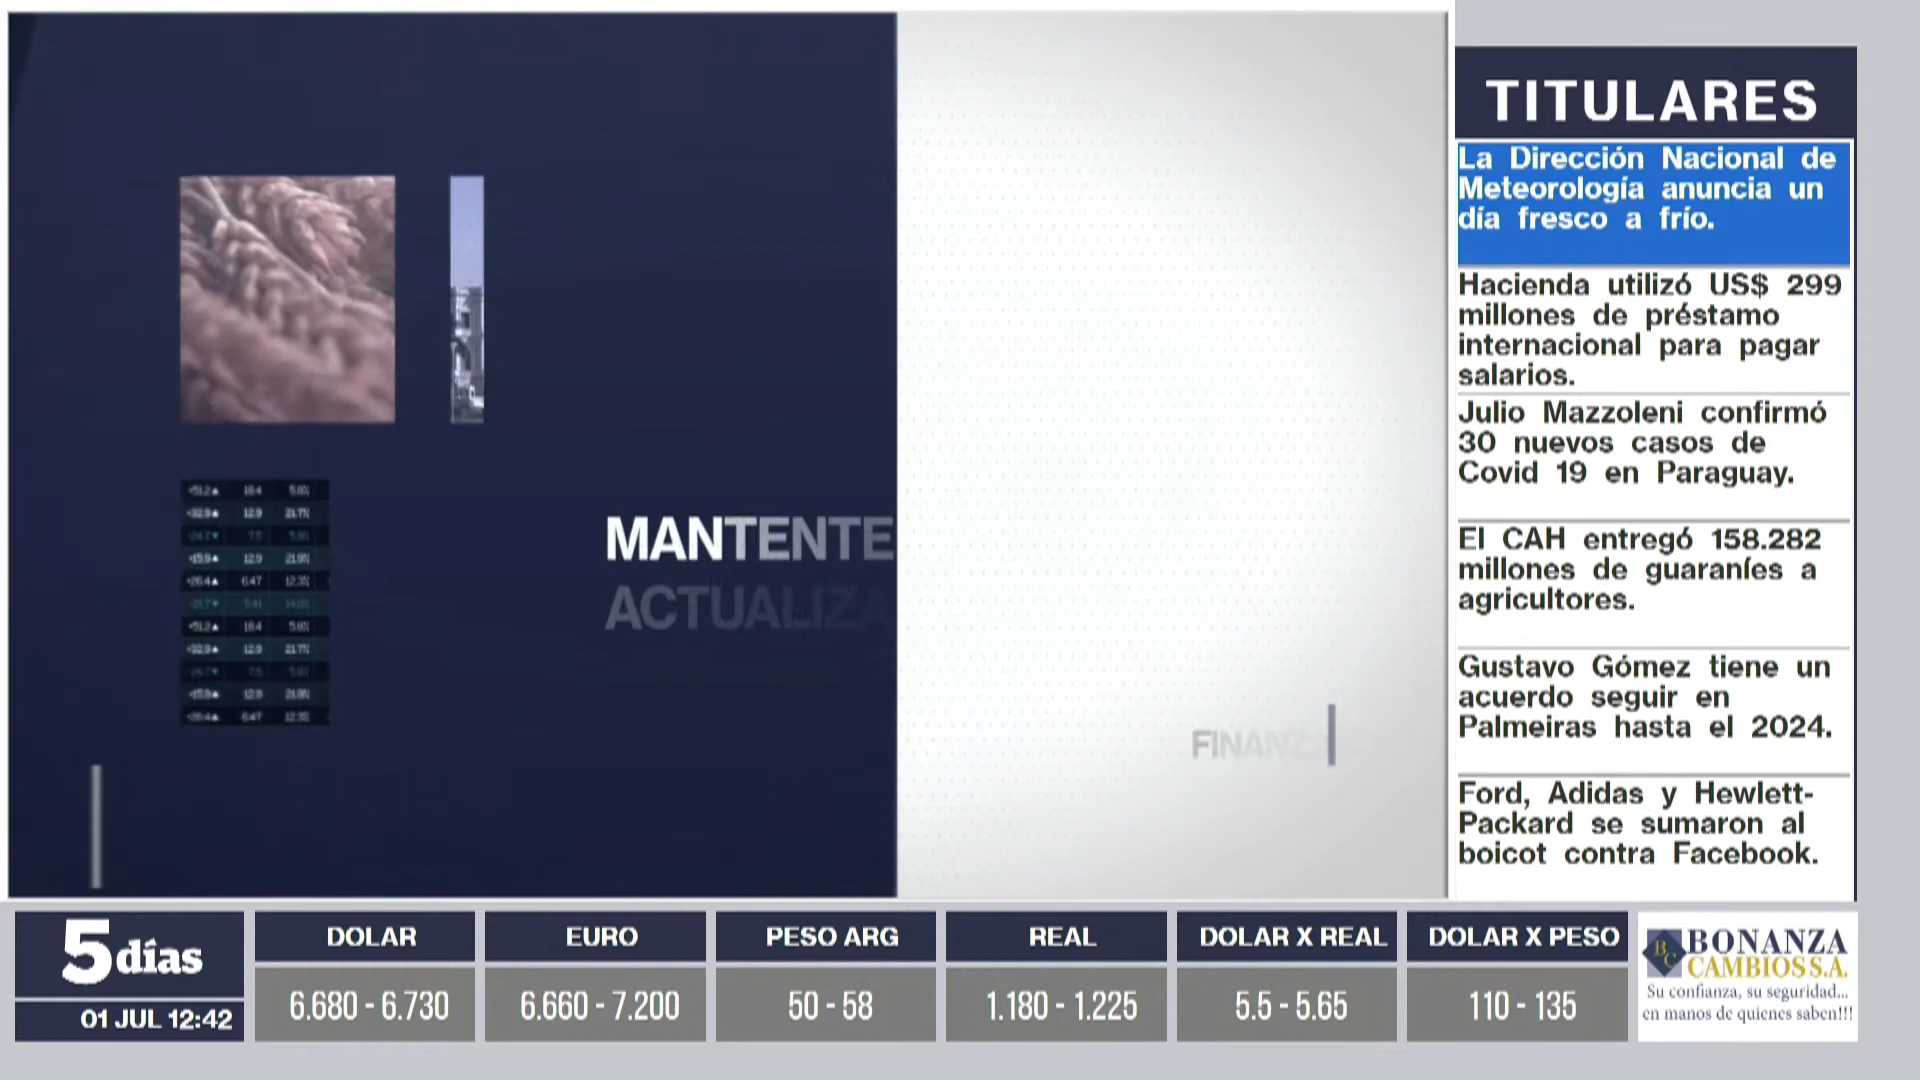 TITULARES
La Dirección Nacional de
Meteorología anuncia un
día fresco a frío.
Hacienda utilizó US$ 299
millones de préstamo
internacional para pagar
salarios.
Julio Mazzoleni confirmó
30 nuevos casos de
Covid 19 en Paraguay.
El CAH entregó 158.282
millones de guaraníes a
agricultores.
Gustavo Gómez tiene un
acuerdo seguir en
Palmeiras hasta el 2024.
Ford, Adidas y Hewlett-
Packard se sumaron al
boicot contra Facebook.
MANTENTE
ACTUALIZA
FINANZ
5días
01 JUL 12:42
DOLAR
6.680 - 6.730
EURO
6.660 - 7.200
PESO ARG
50 - 58
REAL
1.180 - 1.225
DOLAR X REAL
5.5 - 5.65
DOLAR X PESO
110 - 135
BC BONANZA
CAMBIOS S.A.
Su confianza, su seguridad...
en manos de quienes saben!!!